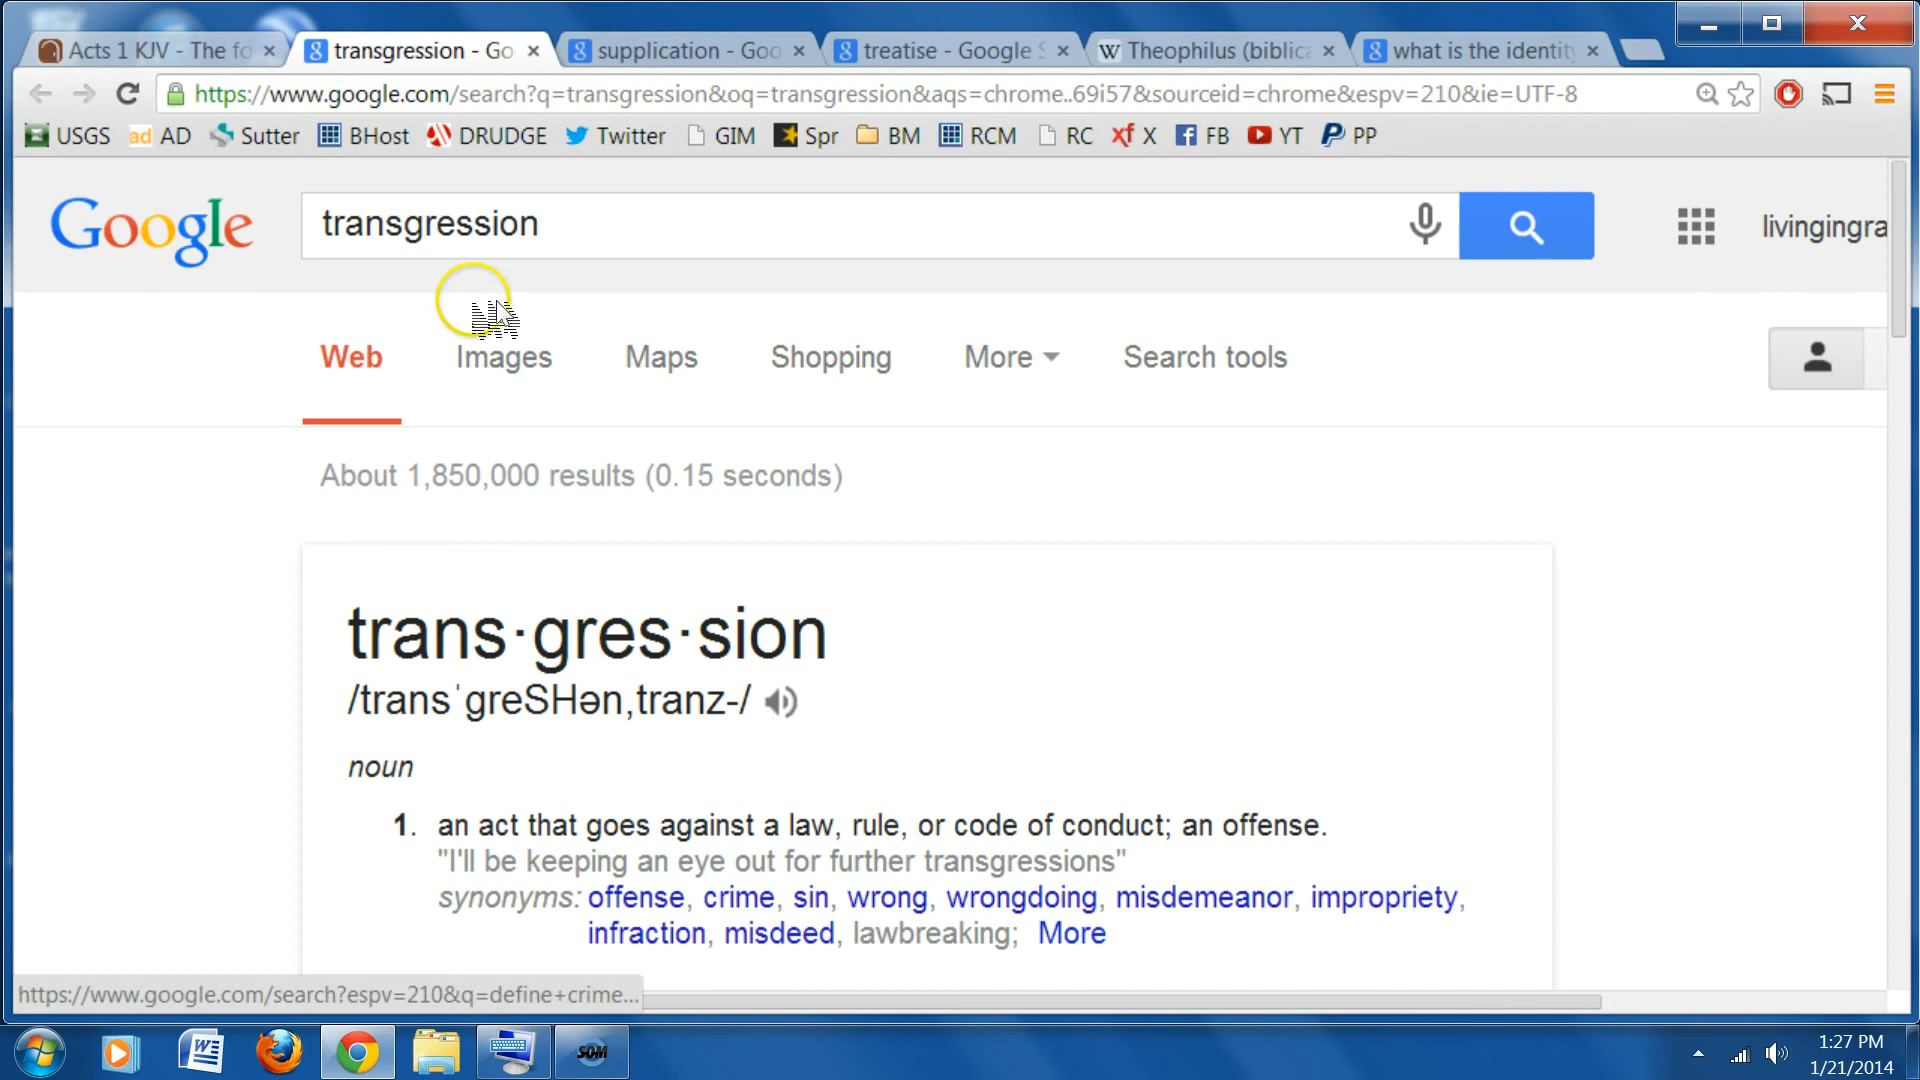 Acts 1 KJV - The fo
transgression - Go
supplication - Goo
treatise - Google S
W Theophilus (biblica
what is the identity
https://www.google.com/search?q=transgression&oq=transgression&aqs=chrome..69i57&sourceid=chrome&espv=210&ie=UTF-8
USGS ad AD Sutter BHost DRUDGE Twitter GIM Spr BM RCM RC xf X FB YT PP
Google
transgression
livingingra
Web Images Maps Shopping More Search tools
About 1,850,000 results (0.15 seconds)
trans·gres·sion
/transˈgreSHən,tranz-/
noun
1. an act that goes against a law, rule, or code of conduct; an offense.
"I'll be keeping an eye out for further transgressions"
synonyms: offense, crime, sin, wrong, wrongdoing, misdemeanor, impropriety,
infraction, misdeed, lawbreaking; More
https://www.google.com/search?espv=210&q=define+crime...
SOM
1:27 PM
1/21/2014